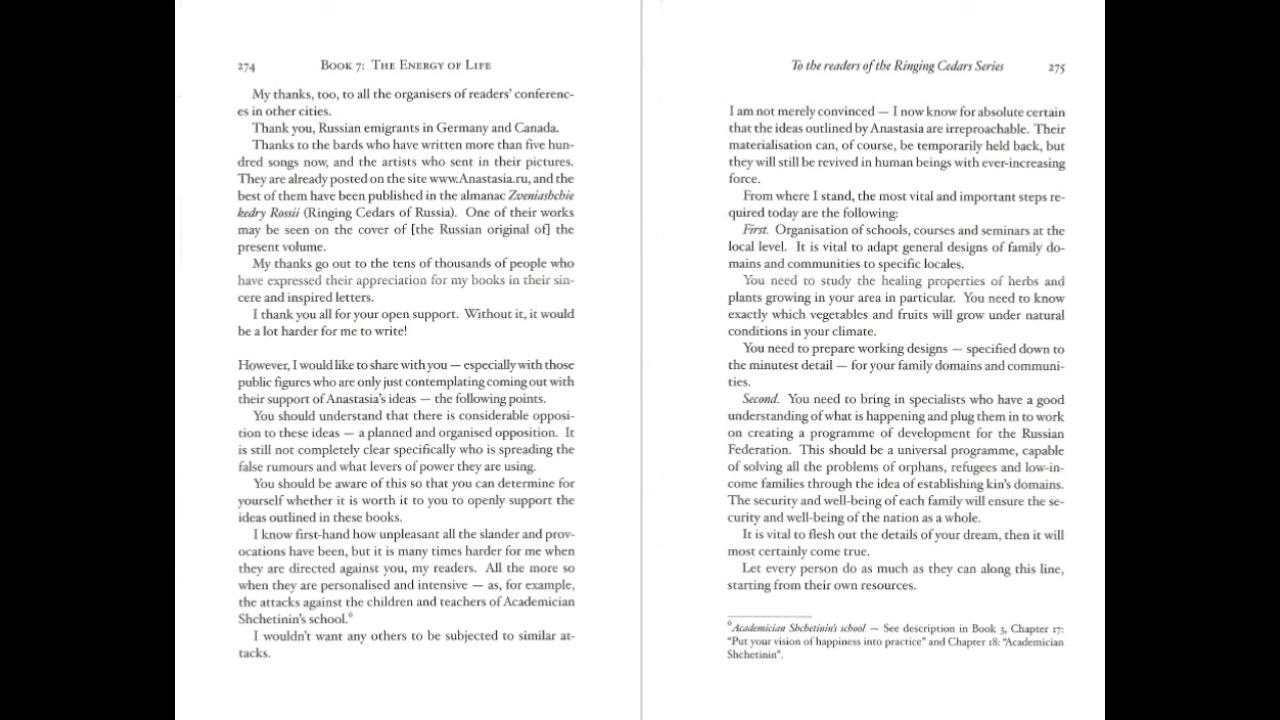 274 Book 7: The Energy of Life
My thanks, too, to all the organisers of readers' conferenc-
es in other cities.
Thank you, Russian emigrants in Germany and Canada.
Thanks to the bards who have written more than five hun-
dred songs now, and the artists who sent in their pictures.
They are already posted on the site www.Anastasia.ru, and the
best of them have been published in the almanac Zveniashchie
kedry Rossii (Ringing Cedars of Russia). One of their works
may be seen on the cover of [the Russian original of] the
present volume.
My thanks go out to the tens of thousands of people who
have expressed their appreciation for my books in their sin-
cere and inspired letters.
I thank you all for your open support. Without it, it would
be a lot harder for me to write!
However, I would like to share with you — especially with those
public figures who are only just contemplating coming out with
their support of Anastasia's ideas — the following points.
You should understand that there is considerable opposi-
tion to these ideas — a planned and organised opposition. It
is still not completely clear specifically who is spreading the
false rumours and what levers of power they are using.
You should be aware of this so that you can determine for
yourself whether it is worth it to you to openly support the
ideas outlined in these books.
I know first-hand how unpleasant all the slander and prov-
ocations have been, but it is many times harder for me when
they are directed against you, my readers. All the more so
when they are personalised and intensive — as, for example,
the attacks against the children and teachers of Academician
Shchetinin's school.⁶
I wouldn't want any others to be subjected to similar at-
tacks.
To the readers of the Ringing Cedars Series 275
I am not merely convinced — I now know for absolute certain
that the ideas outlined by Anastasia are irreproachable. Their
materialisation can, of course, be temporarily held back, but
they will still be revived in human beings with ever-increasing
force.
From where I stand, the most vital and important steps re-
quired today are the following:
First. Organisation of schools, courses and seminars at the
local level. It is vital to adapt general designs of family do-
mains and communities to specific locales.
You need to study the healing properties of herbs and
plants growing in your area in particular. You need to know
exactly which vegetables and fruits will grow under natural
conditions in your climate.
You need to prepare working designs — specified down to
the minutest detail — for your family domains and communi-
ties.
Second. You need to bring in specialists who have a good
understanding of what is happening and plug them in to work
on creating a programme of development for the Russian
Federation. This should be a universal programme, capable
of solving all the problems of orphans, refugees and low-in-
come families through the idea of establishing kin's domains.
The security and well-being of each family will ensure the se-
curity and well-being of the nation as a whole.
It is vital to flesh out the details of your dream, then it will
most certainly come true.
Let every person do as much as they can along this line,
starting from their own resources.
⁶Academician Shchetinin's school — See description in Book 3, Chapter 17:
"Put your vision of happiness into practice" and Chapter 18: "Academician
Shchetinin".